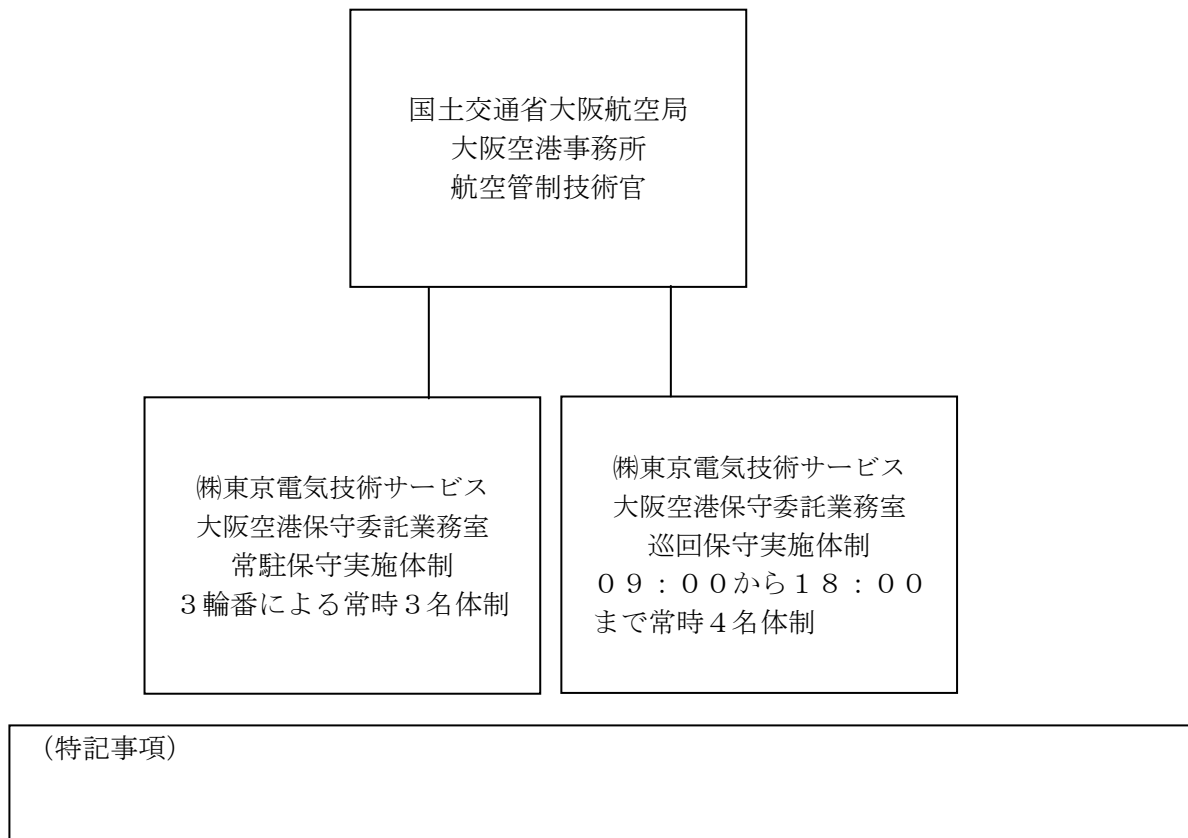 国土交通省大阪航空局
大阪空港事務所
航空管制技術官
㈱東京電気技術サービス
大阪空港保守委託業務室
常駐保守実施体制
３輪番による常時３名体制
㈱東京電気技術サービス
大阪空港保守委託業務室
巡回保守実施体制
０９：００から１８：００
まで常時４名体制
（特記事項）